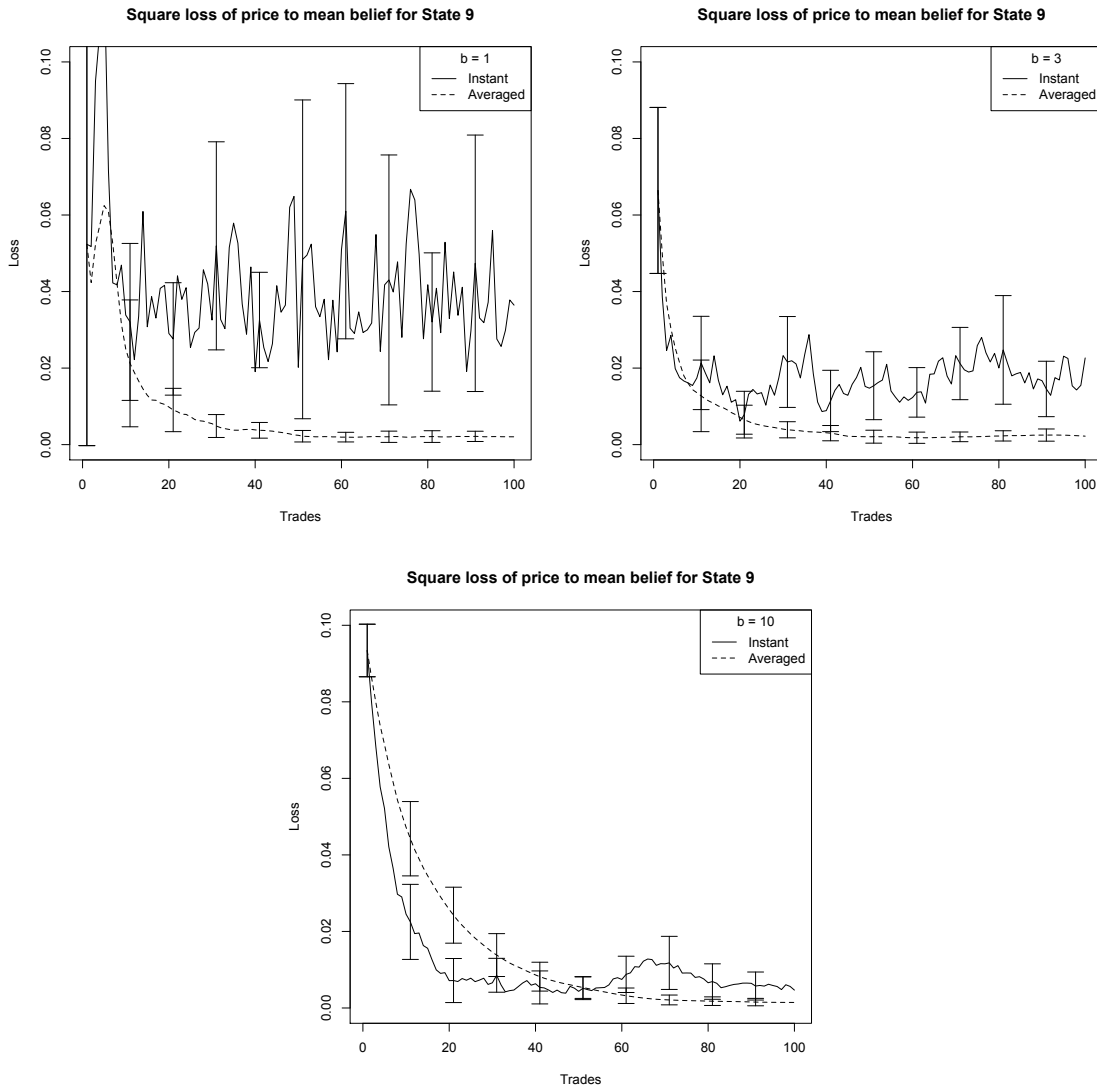 Square loss of price to mean belief for State 9
b = 1
Instant
Averaged
Loss
0.00 0.02 0.04 0.06 0.08 0.10
0 20 40 60 80 100
Trades
Square loss of price to mean belief for State 9
b = 3
Instant
Averaged
Loss
0.00 0.02 0.04 0.06 0.08 0.10
0 20 40 60 80 100
Trades
Square loss of price to mean belief for State 9
b = 10
Instant
Averaged
Loss
0.00 0.02 0.04 0.06 0.08 0.10
0 20 40 60 80 100
Trades